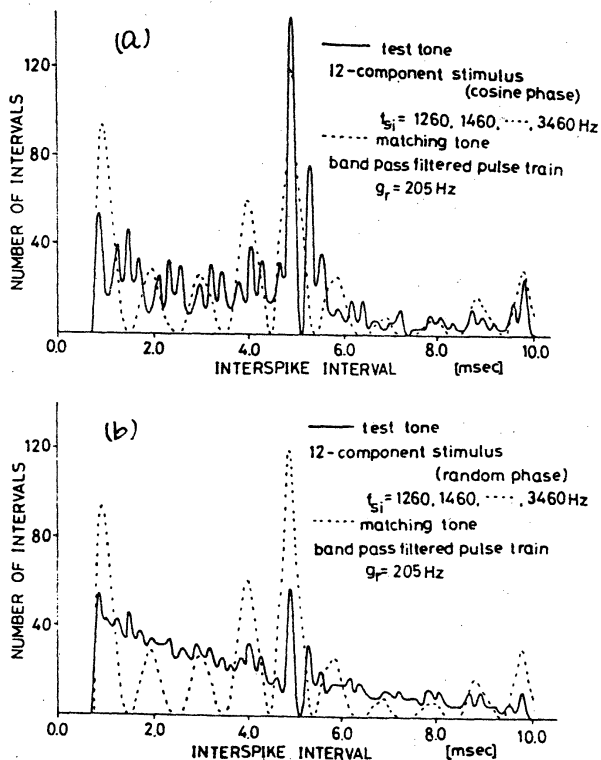 (a)
120
80
40
NUMBER OF INTERVALS
test tone
12-component stimulus
(cosine phase)
fsi = 1260, 1460, ····, 3460 Hz
matching tone
band pass filtered pulse train
gr = 205 Hz
0.0 2.0 4.0 6.0 8.0 10.0
INTERSPIKE INTERVAL [msec]
(b)
120
80
40
NUMBER OF INTERVALS
test tone
12-component stimulus
(random phase)
fsi = 1260, 1460, ····, 3460 Hz
matching tone
band pass filtered pulse train
gr = 205 Hz
0.0 2.0 4.0 6.0 8.0 10.0
INTERSPIKE INTERVAL [msec]